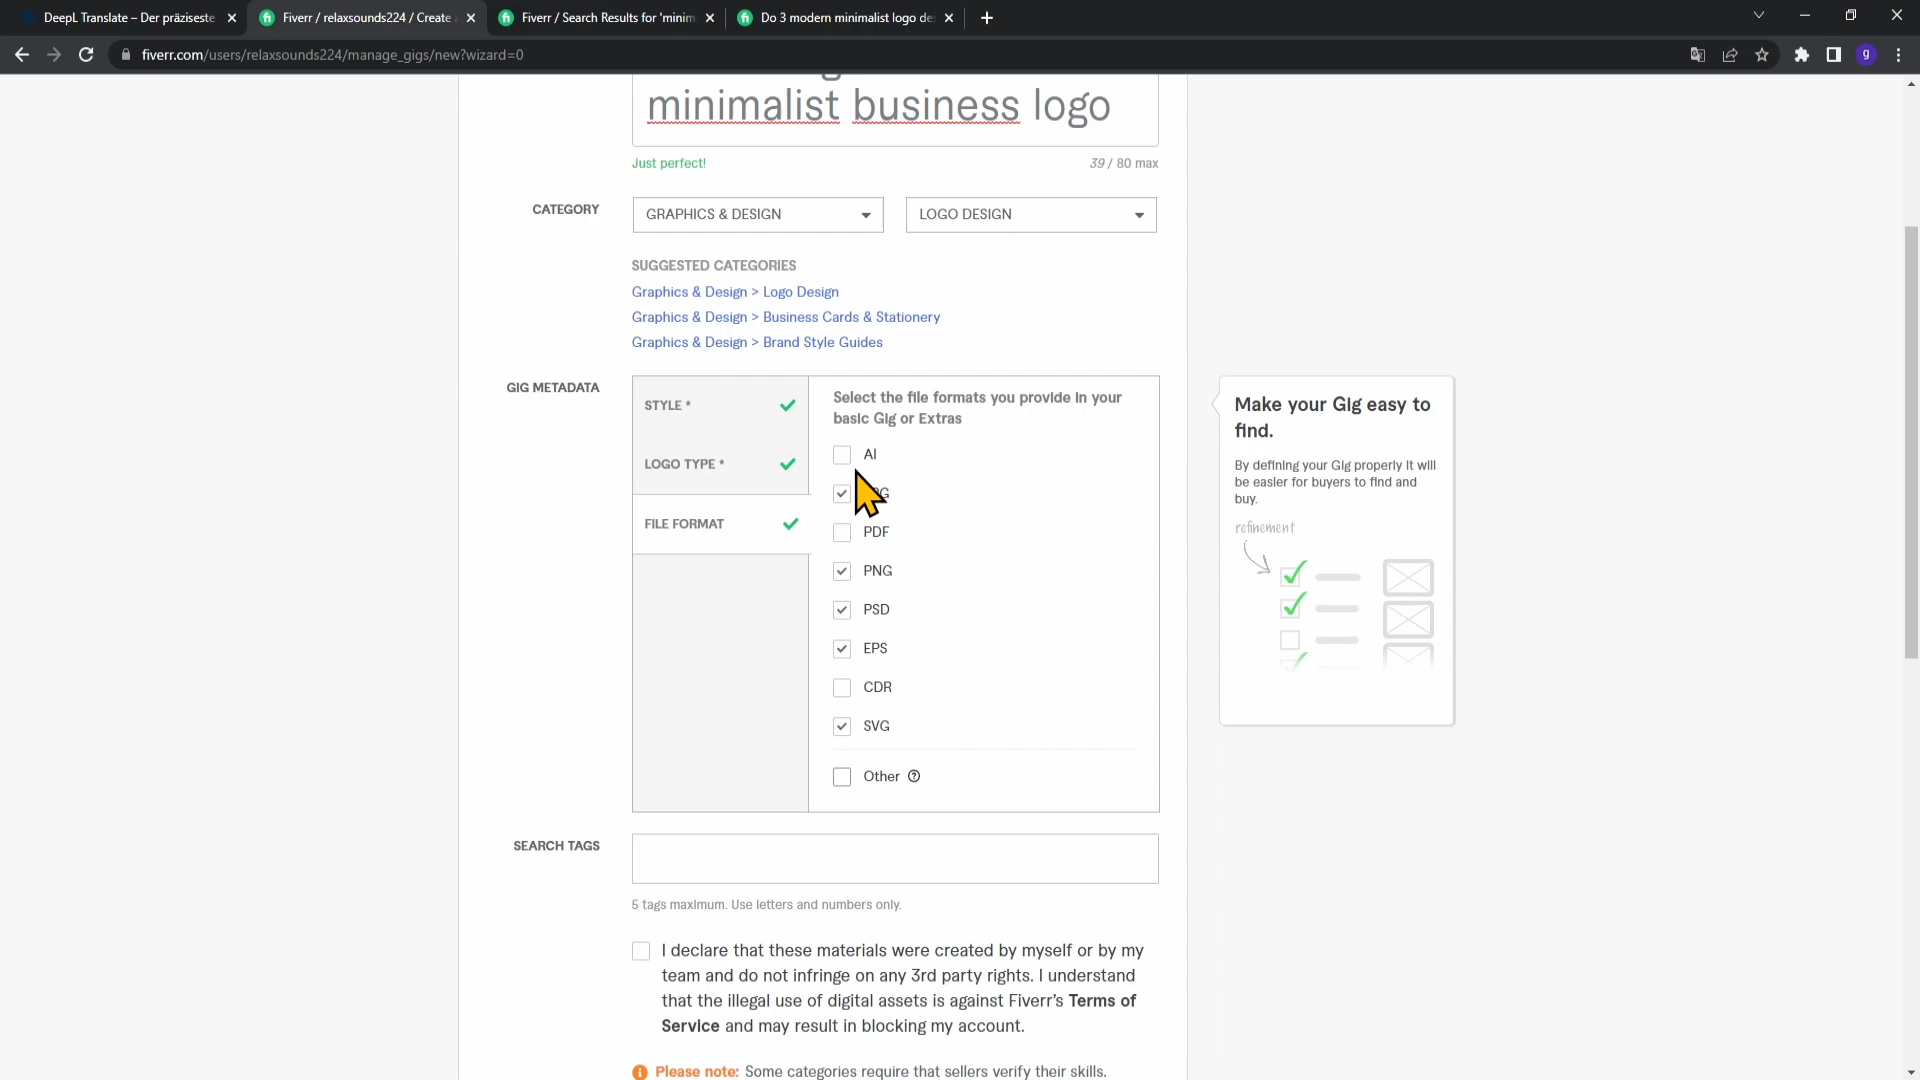 DeepL Translate – Der präziseste
Fiverr / relaxsounds224 / Create
Fiverr / Search Results for 'minim
Do 3 modern minimalist logo de
fiverr.com/users/relaxsounds224/manage_gigs/new?wizard=0
g
minimalist business logo
Just perfect!
39 / 80 max
CATEGORY
GRAPHICS & DESIGN
LOGO DESIGN
SUGGESTED CATEGORIES
Graphics & Design > Logo Design
Graphics & Design > Business Cards & Stationery
Graphics & Design > Brand Style Guides
GIG METADATA
STYLE *
LOGO TYPE *
FILE FORMAT
Select the file formats you provide in your
basic Gig or Extras
AI
PDF
PNG
PSD
EPS
CDR
SVG
Other
Make your Gig easy to
find.
By defining your Gig properly it will
be easier for buyers to find and
buy.
refinement
SEARCH TAGS
5 tags maximum. Use letters and numbers only.
I declare that these materials were created by myself or by my
team and do not infringe on any 3rd party rights. I understand
that the illegal use of digital assets is against Fiverr's Terms of
Service and may result in blocking my account.
Please note: Some categories require that sellers verify their skills.